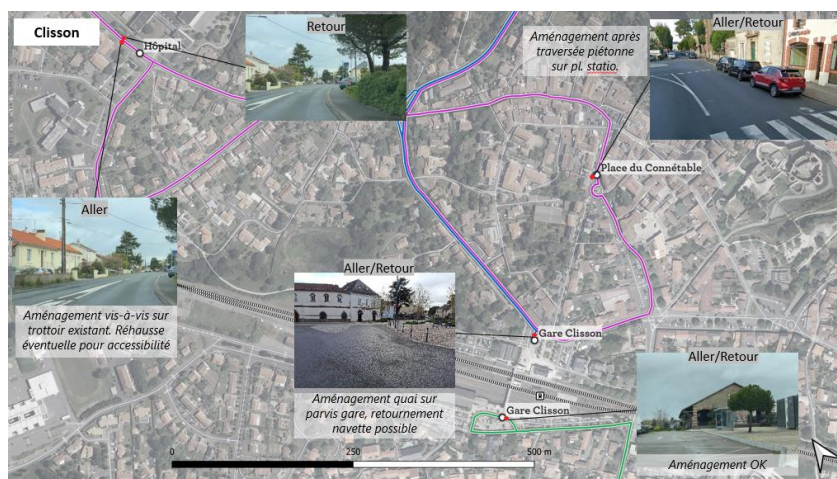 Clisson
Hôpital
Retour
Aménagement après
traversée piétonne
sur pl. statio.
Aller/Retour
Place du Connétable
Aller
Aménagement vis-à-vis sur
trottoir existant. Réhausse
éventuelle pour accessibilité
Aller/Retour
Gare Clisson
Aménagement quai sur
parvis gare, retournement
navette possible
Gare Clisson
Aller/Retour
Aménagement OK
0
250
500 m